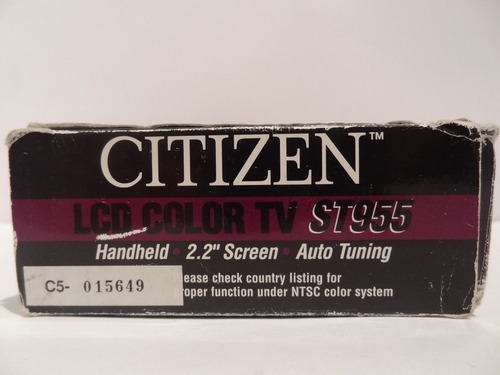 CITIZEN™
LCD COLOR TV ST955
Handheld • 2.2" Screen • Auto Tuning
C5- 015649
ease check country listing for
roper function under NTSC color system